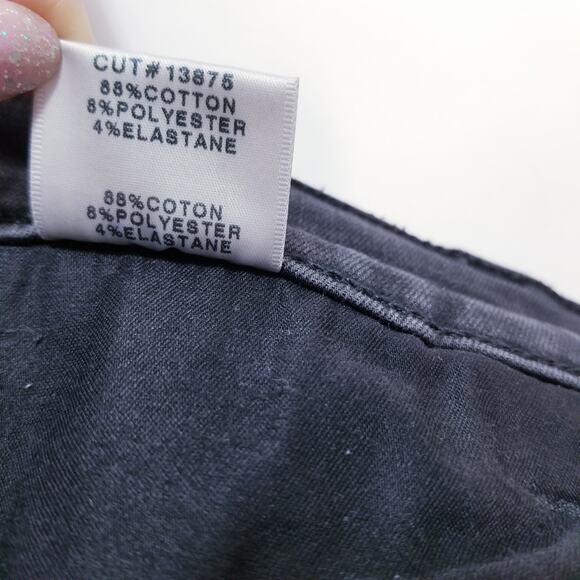 CUT#13875
88%COTTON
8%POLYESTER
4%ELASTANE
88%COTON
8%POLYESTER
4%ELASTANE